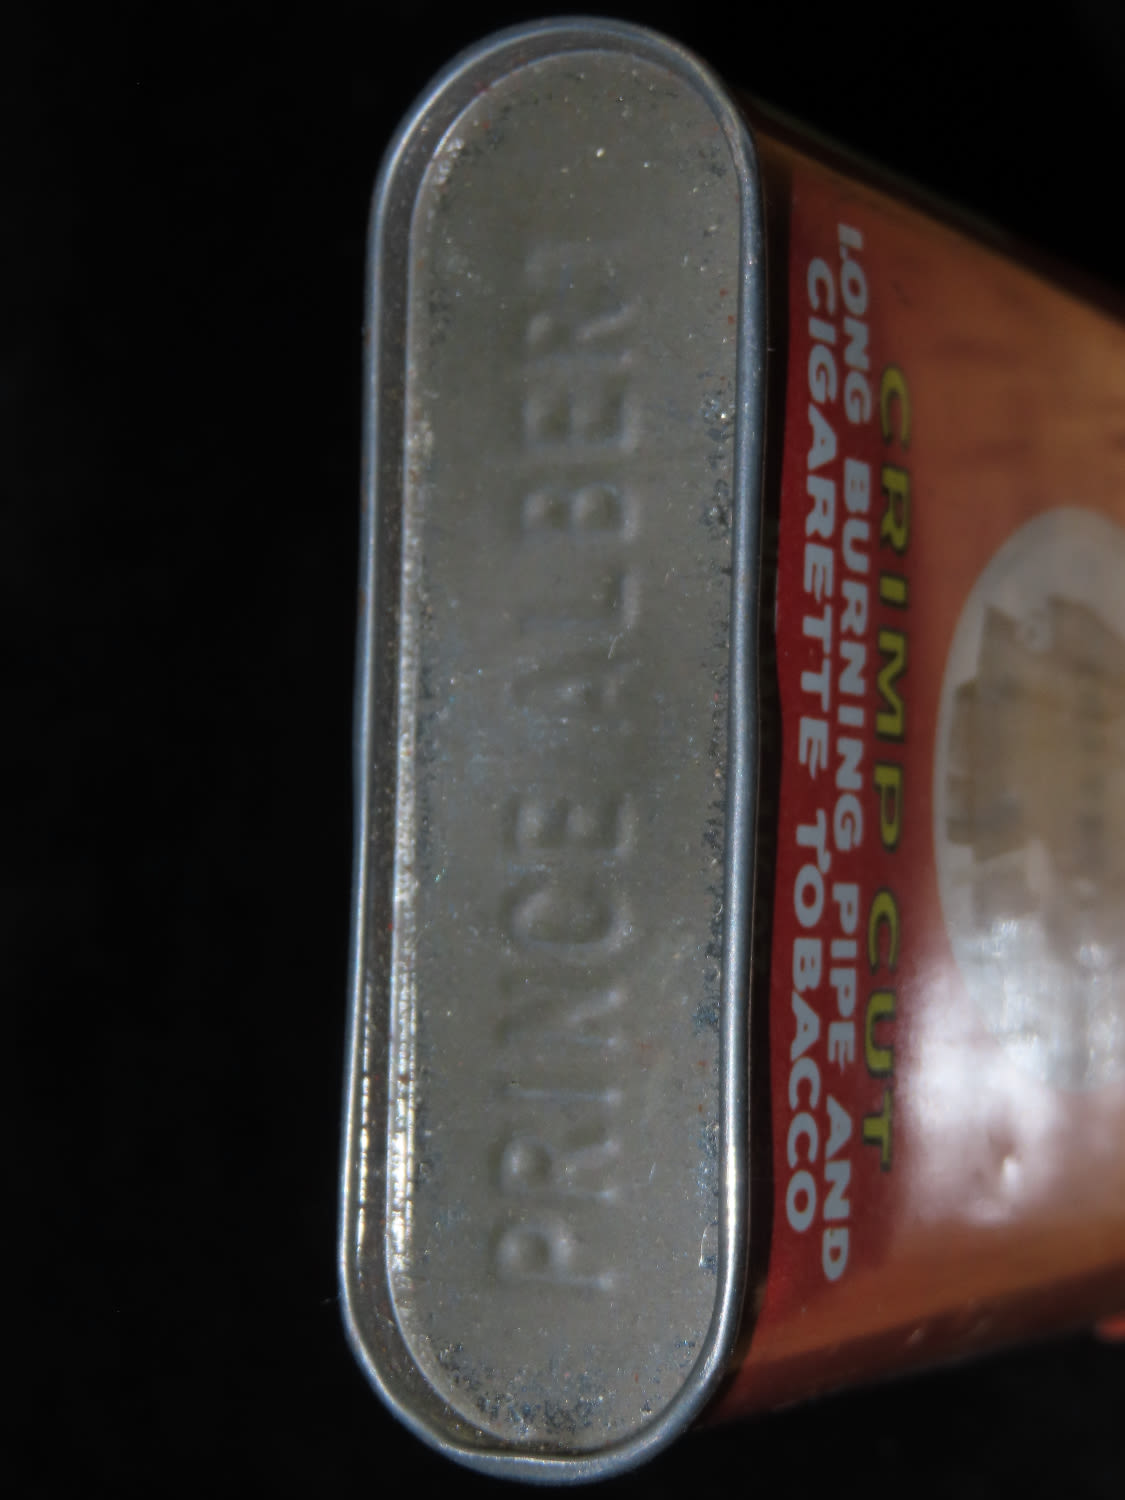 PRINCE ALBERT
CRIMP CUT
LONG BURNING PIPE AND
CIGARETTE TOBACCO